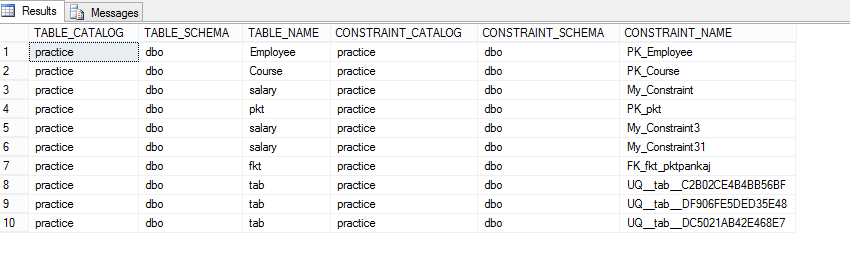 Results Messages
TABLE_CATALOG TABLE_SCHEMA TABLE_NAME CONSTRAINT_CATALOG CONSTRAINT_SCHEMA CONSTRAINT_NAME
1 practice dbo Employee practice dbo PK_Employee
2 practice dbo Course practice dbo PK_Course
3 practice dbo salary practice dbo My_Constraint
4 practice dbo pkt practice dbo PK_pkt
5 practice dbo salary practice dbo My_Constraint3
6 practice dbo salary practice dbo My_Constraint31
7 practice dbo fkt practice dbo FK_fkt_pktpankaj
8 practice dbo tab practice dbo UQ__tab__C2B02CE4B4BB56BF
9 practice dbo tab practice dbo UQ__tab__DF906FE5DED35E48
10 practice dbo tab practice dbo UQ__tab__DC5021AB42E468E7